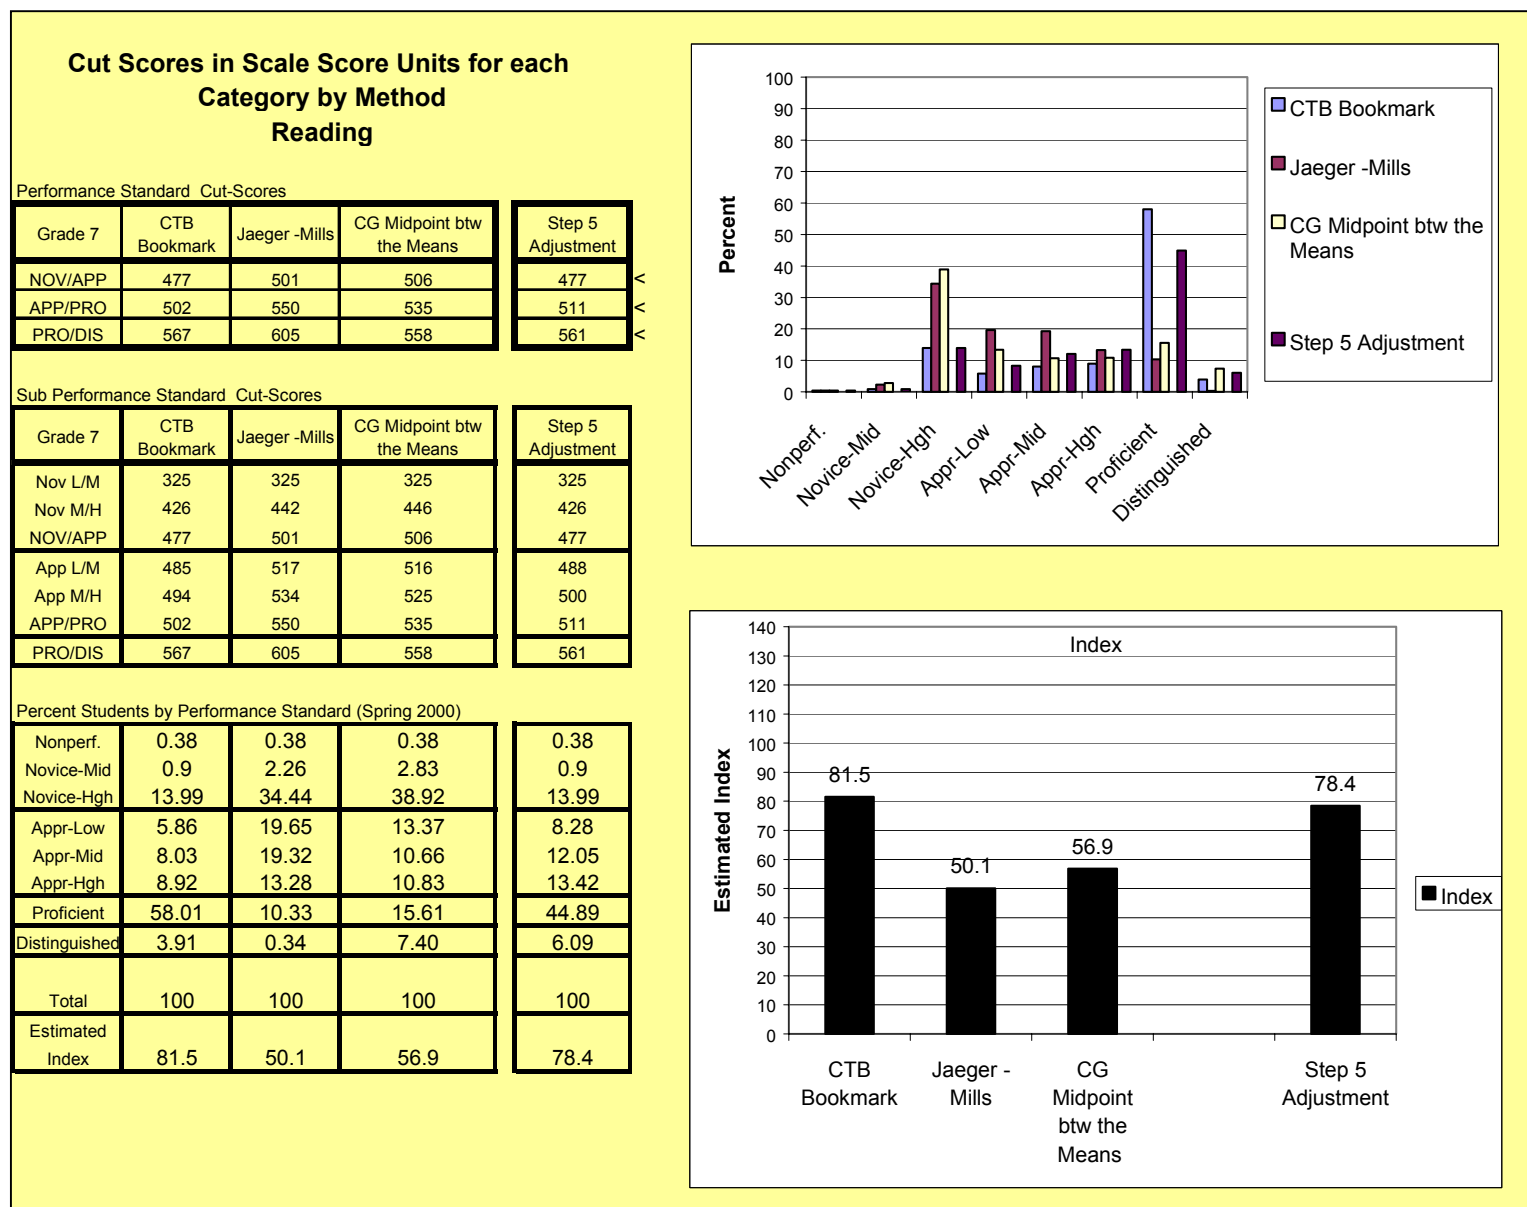 Cut Scores in Scale Score Units for each
Category by Method
Reading
Performance Standard Cut-Scores
Grade 7 CTB Bookmark Jaeger -Mills CG Midpoint btw the Means Step 5 Adjustment
NOV/APP 477 501 506 477 <
APP/PRO 502 550 535 511 <
PRO/DIS 567 605 558 561 <
Sub Performance Standard Cut-Scores
Grade 7 CTB Bookmark Jaeger -Mills CG Midpoint btw the Means Step 5 Adjustment
Nov L/M 325 325 325 325
Nov M/H 426 442 446 426
NOV/APP 477 501 506 477
App L/M 485 517 516 488
App M/H 494 534 525 500
APP/PRO 502 550 535 511
PRO/DIS 567 605 558 561
Percent Students by Performance Standard (Spring 2000)
Nonperf. 0.38 0.38 0.38 0.38
Novice-Mid 0.9 2.26 2.83 0.9
Novice-Hgh 13.99 34.44 38.92 13.99
Appr-Low 5.86 19.65 13.37 8.28
Appr-Mid 8.03 19.32 10.66 12.05
Appr-Hgh 8.92 13.28 10.83 13.42
Proficient 58.01 10.33 15.61 44.89
Distinguished 3.91 0.34 7.40 6.09
Total 100 100 100 100
Estimated Index 81.5 50.1 56.9 78.4
Percent
100
90
80
70
60
50
40
30
20
10
0
Nonperf.
Novice-Mid
Novice-Hgh
Appr-Low
Appr-Mid
Appr-Hgh
Proficient
Distinguished
CTB Bookmark
Jaeger -Mills
CG Midpoint btw the
Means
Step 5 Adjustment
Index
Estimated Index
140
130
120
110
100
90
80
70
60
50
40
30
20
10
0
81.5
50.1
56.9
78.4
CTB
Bookmark
Jaeger -
Mills
CG
Midpoint
btw the
Means
Step 5
Adjustment
Index